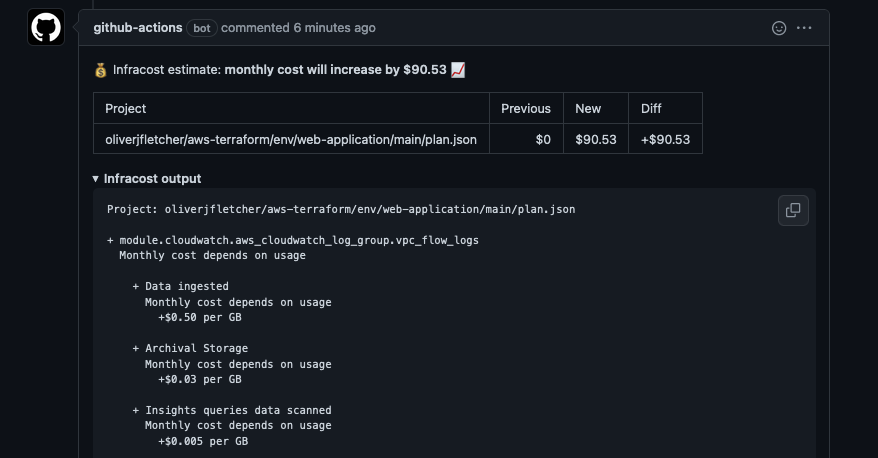 github-actions bot commented 6 minutes ago
💰 Infracost estimate: monthly cost will increase by $90.53 📈
Project Previous New Diff
oliverjfletcher/aws-terraform/env/web-application/main/plan.json $0 $90.53 +$90.53
▼ Infracost output
Project: oliverjfletcher/aws-terraform/env/web-application/main/plan.json
+ module.cloudwatch.aws_cloudwatch_log_group.vpc_flow_logs
Monthly cost depends on usage
+ Data ingested
Monthly cost depends on usage
+$0.50 per GB
+ Archival Storage
Monthly cost depends on usage
+$0.03 per GB
+ Insights queries data scanned
Monthly cost depends on usage
+$0.005 per GB